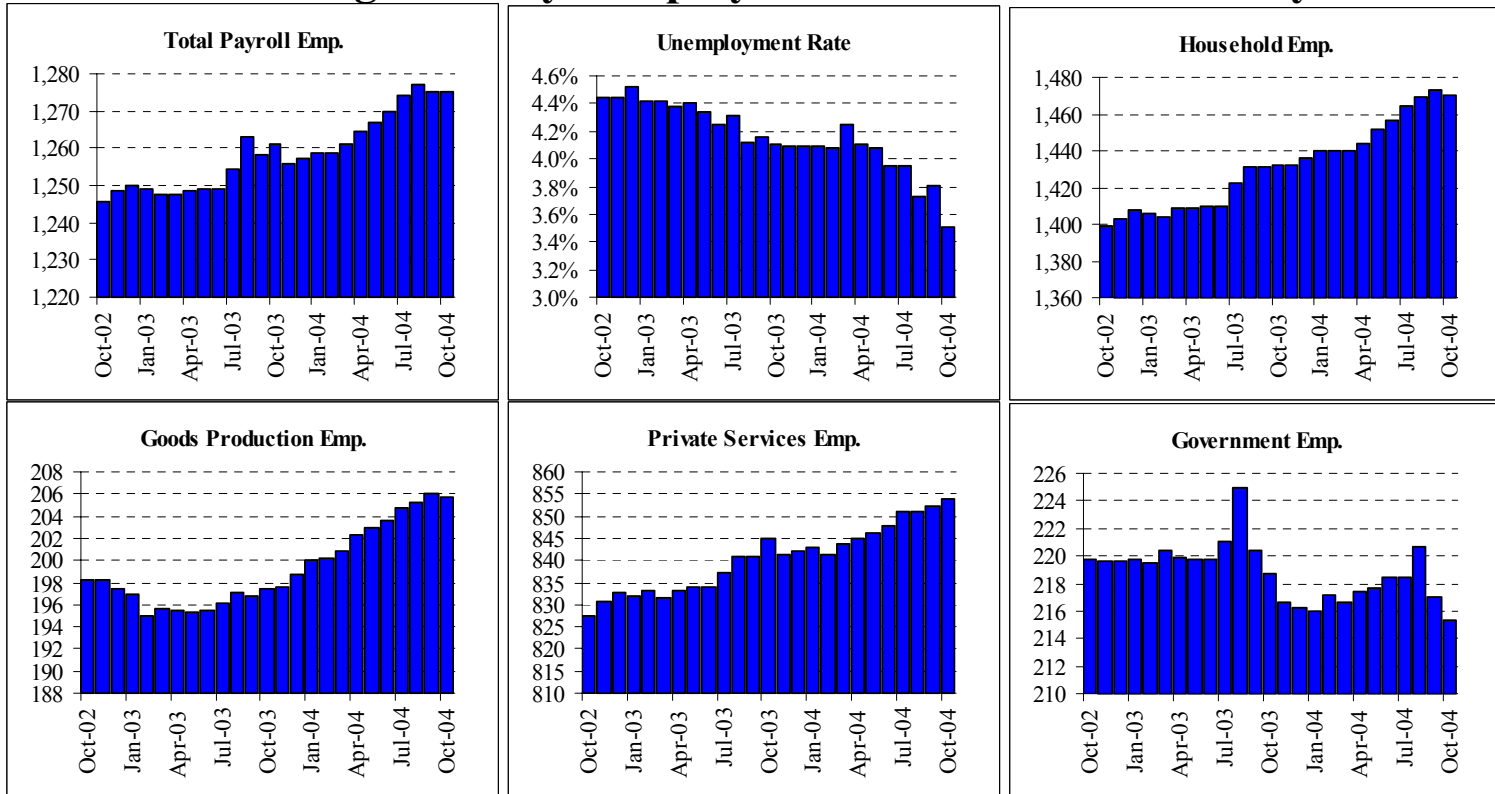 Total Payroll Emp.
1,280
1,270
1,260
1,250
1,240
1,230
1,220
Oct-02
Jan-03
Apr-03
Jul-03
Oct-03
Jan-04
Apr-04
Jul-04
Oct-04
Unemployment Rate
4.6%
4.4%
4.2%
4.0%
3.8%
3.6%
3.4%
3.2%
3.0%
Oct-02
Jan-03
Apr-03
Jul-03
Oct-03
Jan-04
Apr-04
Jul-04
Oct-04
Household Emp.
1,480
1,460
1,440
1,420
1,400
1,380
1,360
Oct-02
Jan-03
Apr-03
Jul-03
Oct-03
Jan-04
Apr-04
Jul-04
Oct-04
Goods Production Emp.
208
206
204
202
200
198
196
194
192
190
188
Oct-02
Jan-03
Apr-03
Jul-03
Oct-03
Jan-04
Apr-04
Jul-04
Oct-04
Private Services Emp.
860
855
850
845
840
835
830
825
820
815
810
Oct-02
Jan-03
Apr-03
Jul-03
Oct-03
Jan-04
Apr-04
Jul-04
Oct-04
Government Emp.
226
224
222
220
218
216
214
212
210
Oct-02
Jan-03
Apr-03
Jul-03
Oct-03
Jan-04
Apr-04
Jul-04
Oct-04